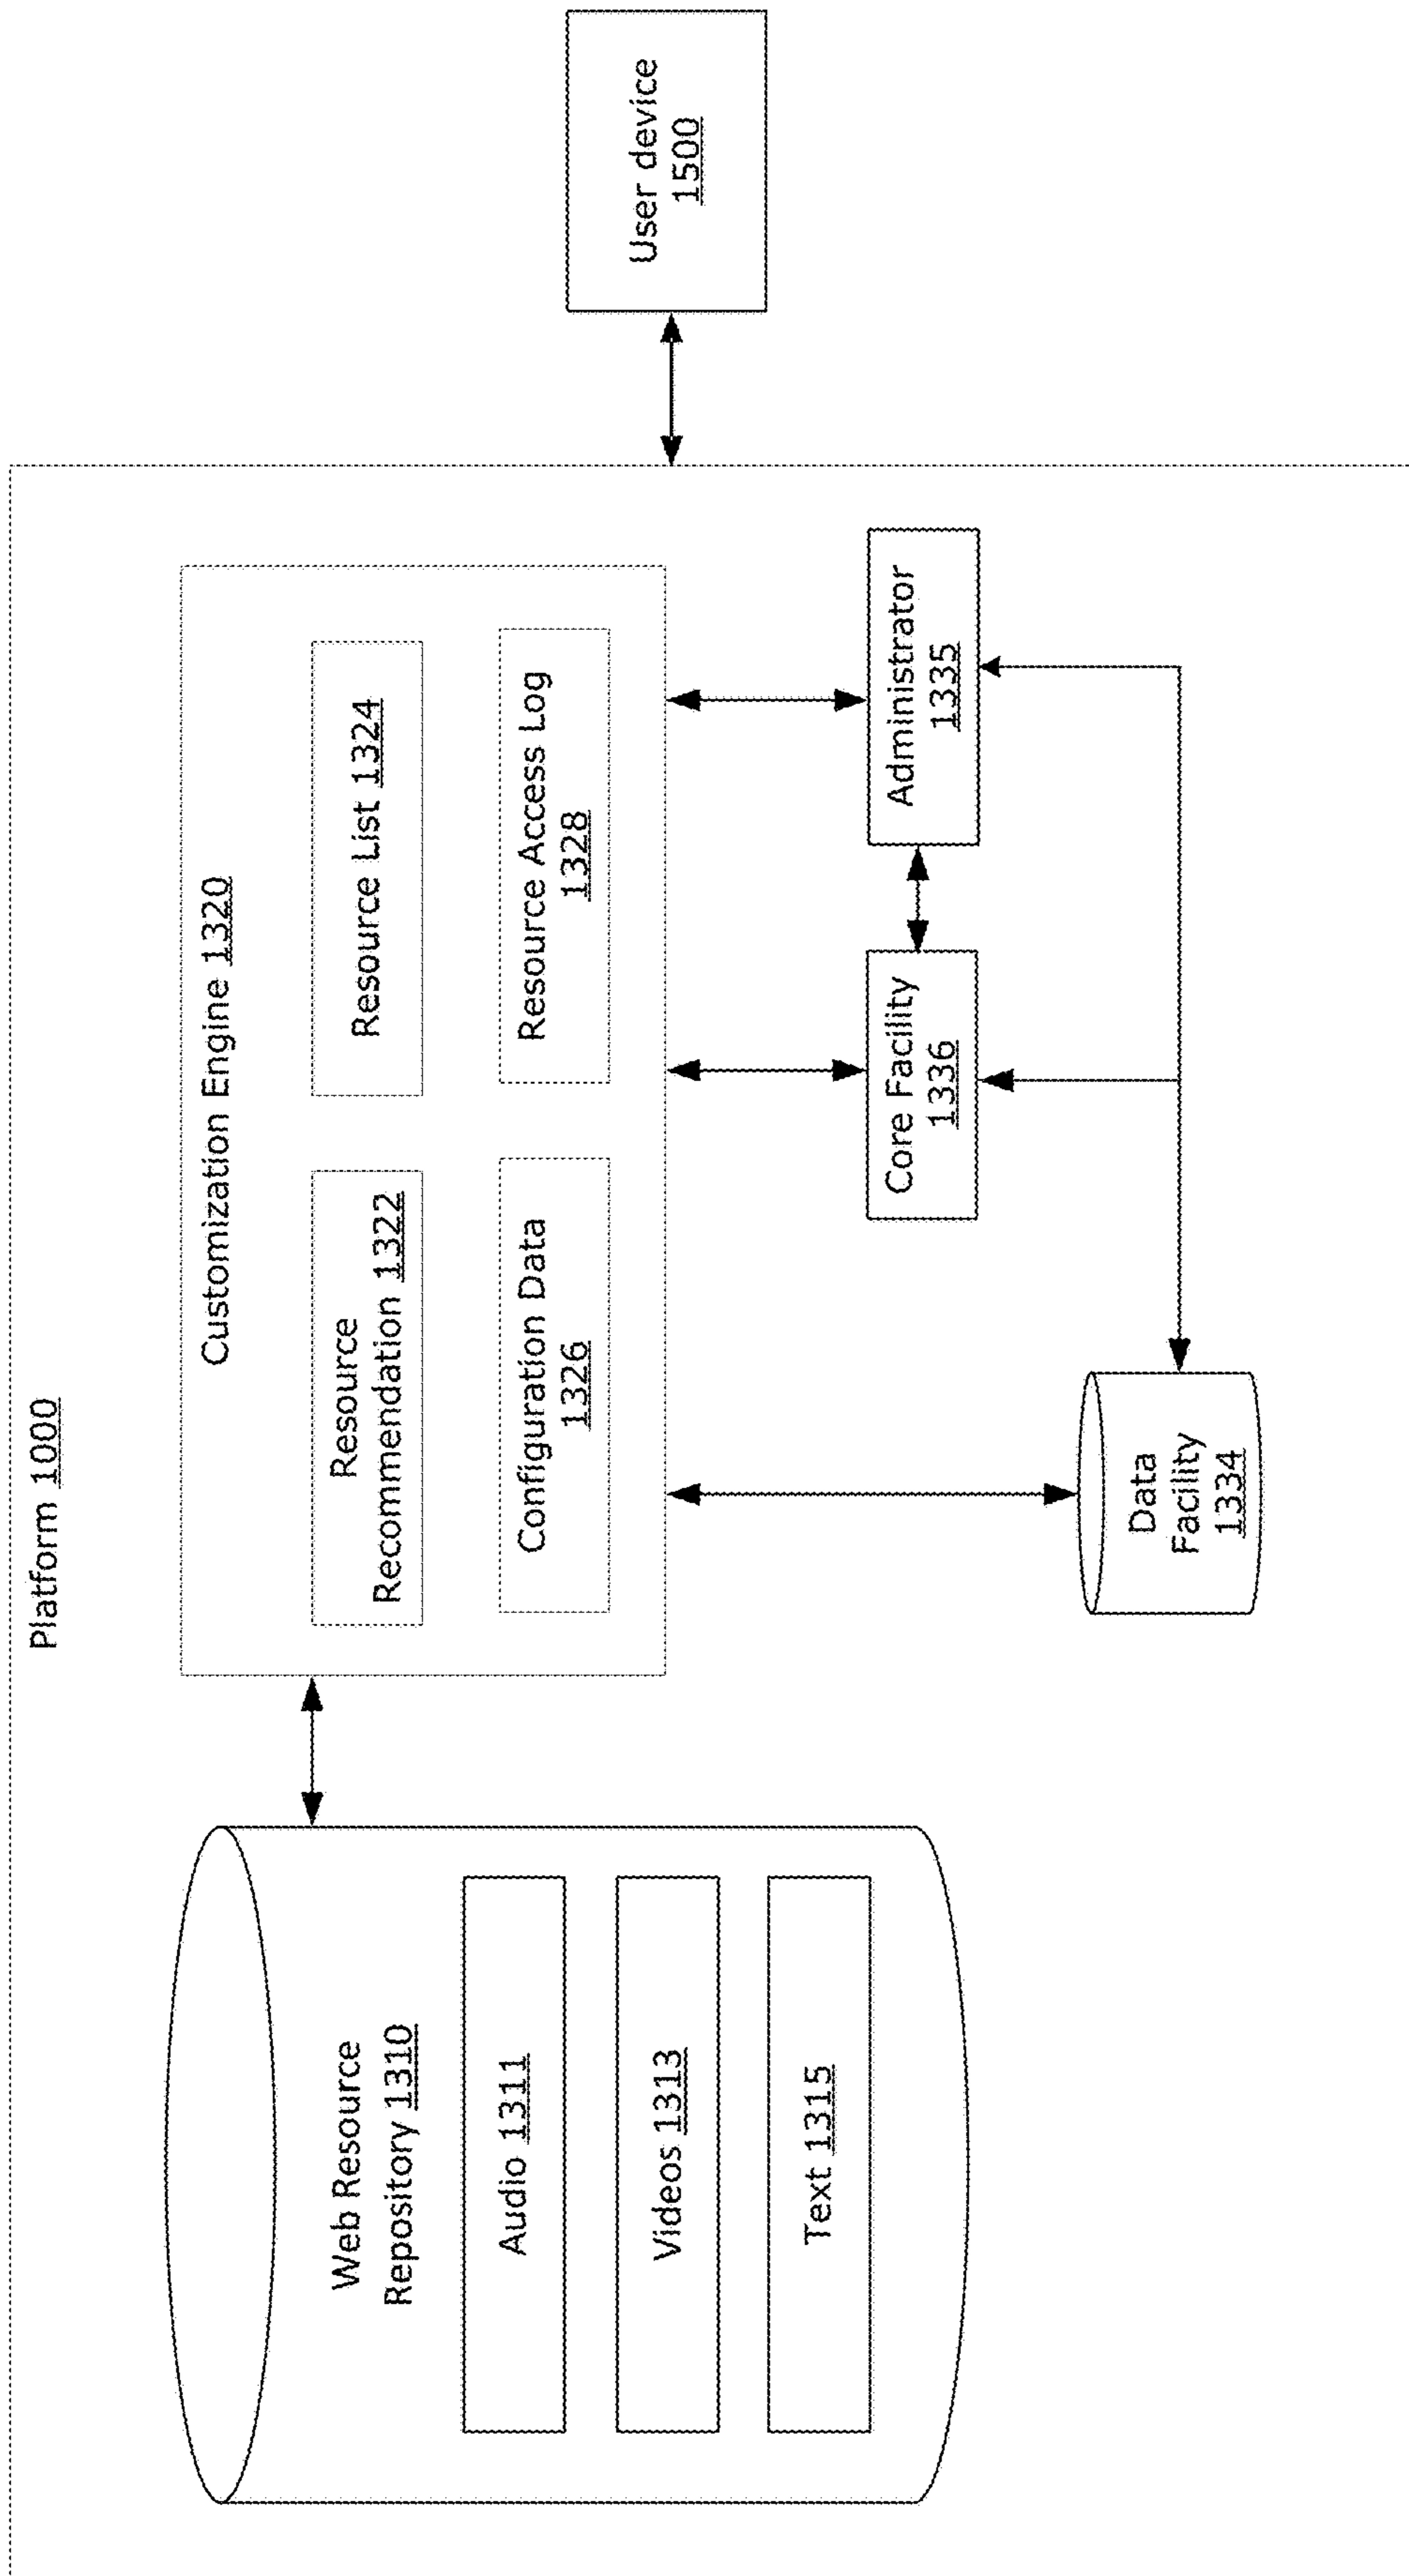 Platform 1000
Web Resource
Repository 1310
Audio 1311
Videos 1313
Text 1315
Customization Engine 1320
Resource
Recommendation 1322
Resource List 1324
Configuration Data
1326
Resource Access Log
1328
Data
Facility
1334
Core Facility
1336
Administrator
1335
User device
1500